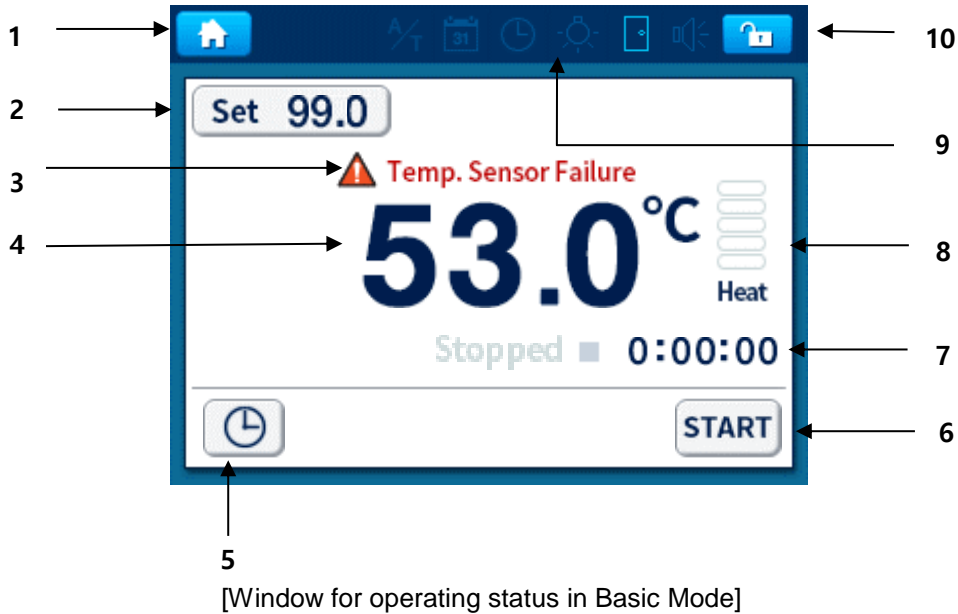 1
A/T
31
10
2
Set 99.0
9
3
Temp. Sensor Failure
4
53.0°C
8
Heat
Stopped
0:00:00
7
START
6
5
[Window for operating status in Basic Mode]